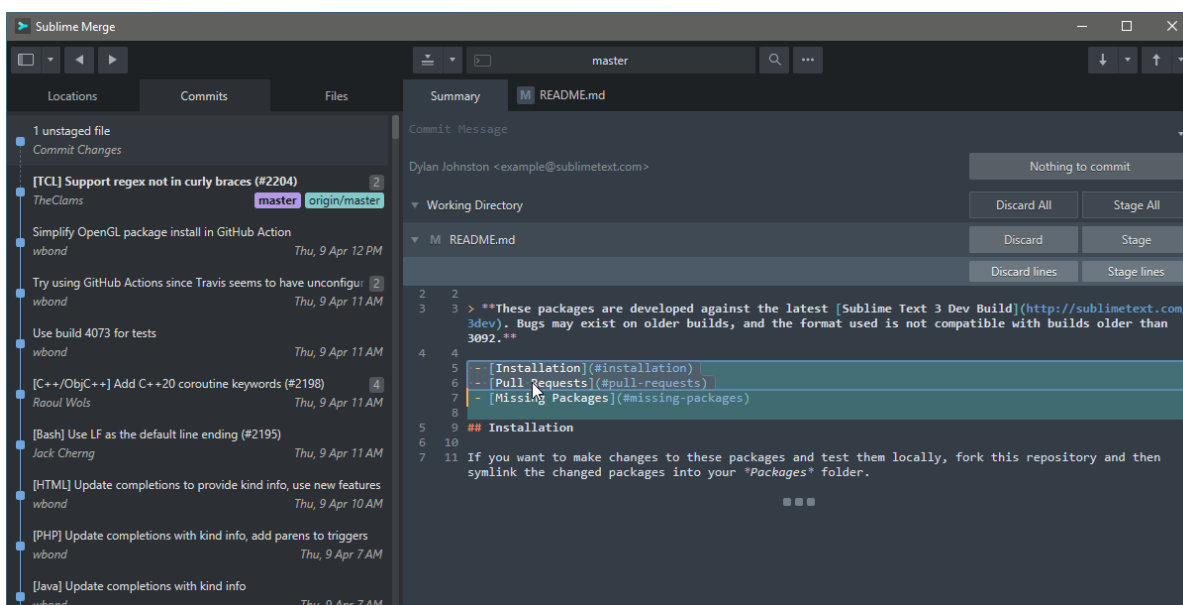 Sublime Merge
master
Locations
Commits
Files
Summary
M README.md
1 unstaged file
Commit Changes
[TCL] Support regex not in curly braces (#2204) 2
TheClams master origin/master
Simplify OpenGL package install in GitHub Action
wbond Thu, 9 Apr 12 PM
Try using GitHub Actions since Travis seems to have unconfigur 2
wbond Thu, 9 Apr 11 AM
Use build 4073 for tests
wbond Thu, 9 Apr 11 AM
[C++/ObjC++] Add C++20 coroutine keywords (#2198) 4
Raoul Wols Thu, 9 Apr 11 AM
[Bash] Use LF as the default line ending (#2195)
Jack Cherng Thu, 9 Apr 11 AM
[HTML] Update completions to provide kind info, use new features
wbond Thu, 9 Apr 10 AM
[PHP] Update completions with kind info, add parens to triggers
wbond Thu, 9 Apr 7 AM
[Java] Update completions with kind info
wbond Thu, 9 Apr 7 AM
Commit Message
Dylan Johnston <example@sublimetext.com>
Nothing to commit
Working Directory
Discard All
Stage All
M README.md
Discard
Stage
Discard lines
Stage lines
2 2
3 3 > **These packages are developed against the latest [Sublime Text 3 Dev Build](http://sublimetext.com
3dev). Bugs may exist on older builds, and the format used is not compatible with builds older than
3092.**
4 4
5 - [Installation](#installation)
6 - [Pull Requests](#pull-requests)
7 - [Missing Packages](#missing-packages)
8
5 9 ## Installation
6 10
7 11 If you want to make changes to these packages and test them locally, fork this repository and then
symlink the changed packages into your *Packages* folder.